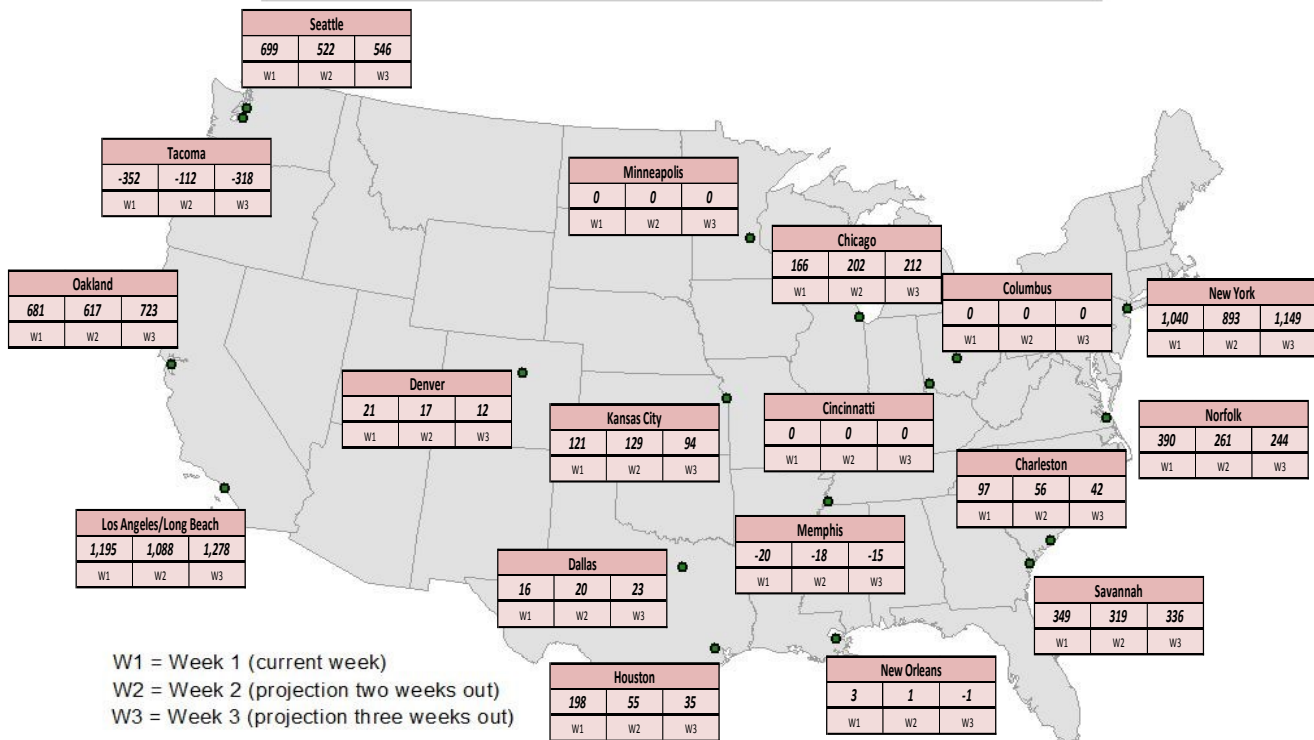 Seattle
699 522 546
W1 W2 W3
Tacoma
-352 -112 -318
W1 W2 W3
Minneapolis
0 0 0
W1 W2 W3
Chicago
166 202 212
W1 W2 W3
Oakland
681 617 723
W1 W2 W3
Columbus
0 0 0
W1 W2 W3
New York
1,040 893 1,149
W1 W2 W3
Denver
21 17 12
W1 W2 W3
Kansas City
121 129 94
W1 W2 W3
Cincinnatti
0 0 0
W1 W2 W3
Norfolk
390 261 244
W1 W2 W3
Charleston
97 56 42
W1 W2 W3
Los Angeles/Long Beach
1,195 1,088 1,278
W1 W2 W3
Memphis
-20 -18 -15
W1 W2 W3
Dallas
16 20 23
W1 W2 W3
Savannah
349 319 336
W1 W2 W3
Houston
198 55 35
W1 W2 W3
New Orleans
3 1 -1
W1 W2 W3
W1 = Week 1 (current week)
W2 = Week 2 (projection two weeks out)
W3 = Week 3 (projection three weeks out)